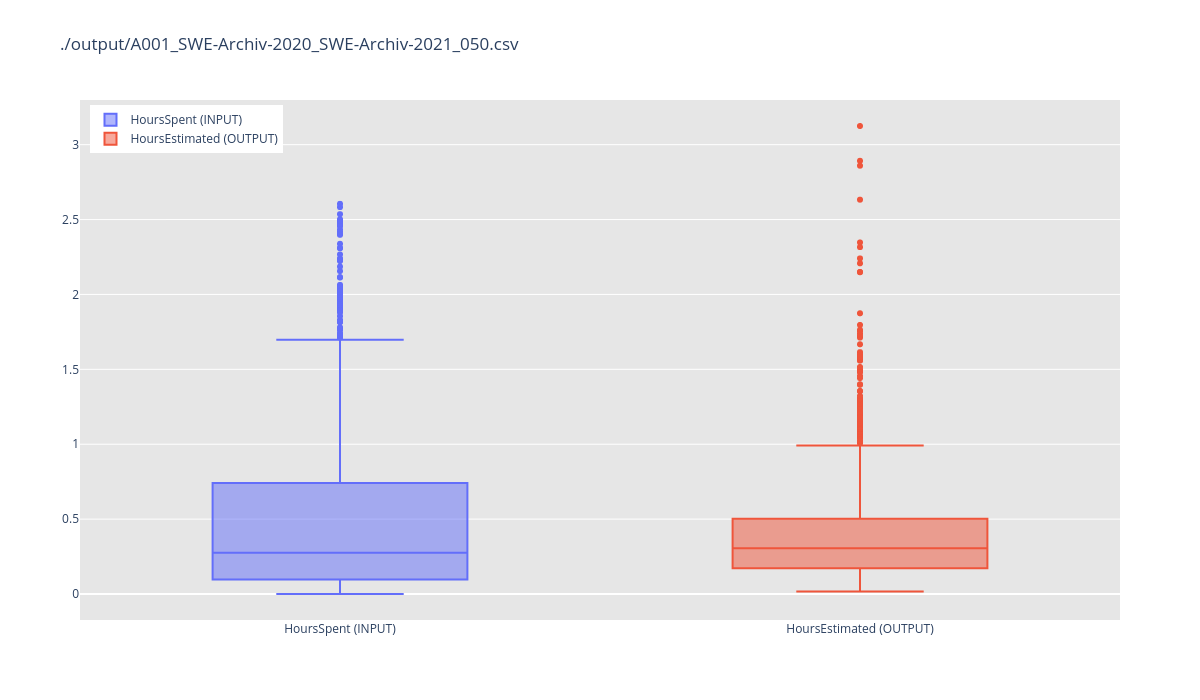 ./output/A001_SWE-Archiv-2020_SWE-Archiv-2021_050.csv
HoursSpent (INPUT)
HoursEstimated (OUTPUT)
3
2.5
2
1.5
1
0.5
0
HoursSpent (INPUT)
HoursEstimated (OUTPUT)